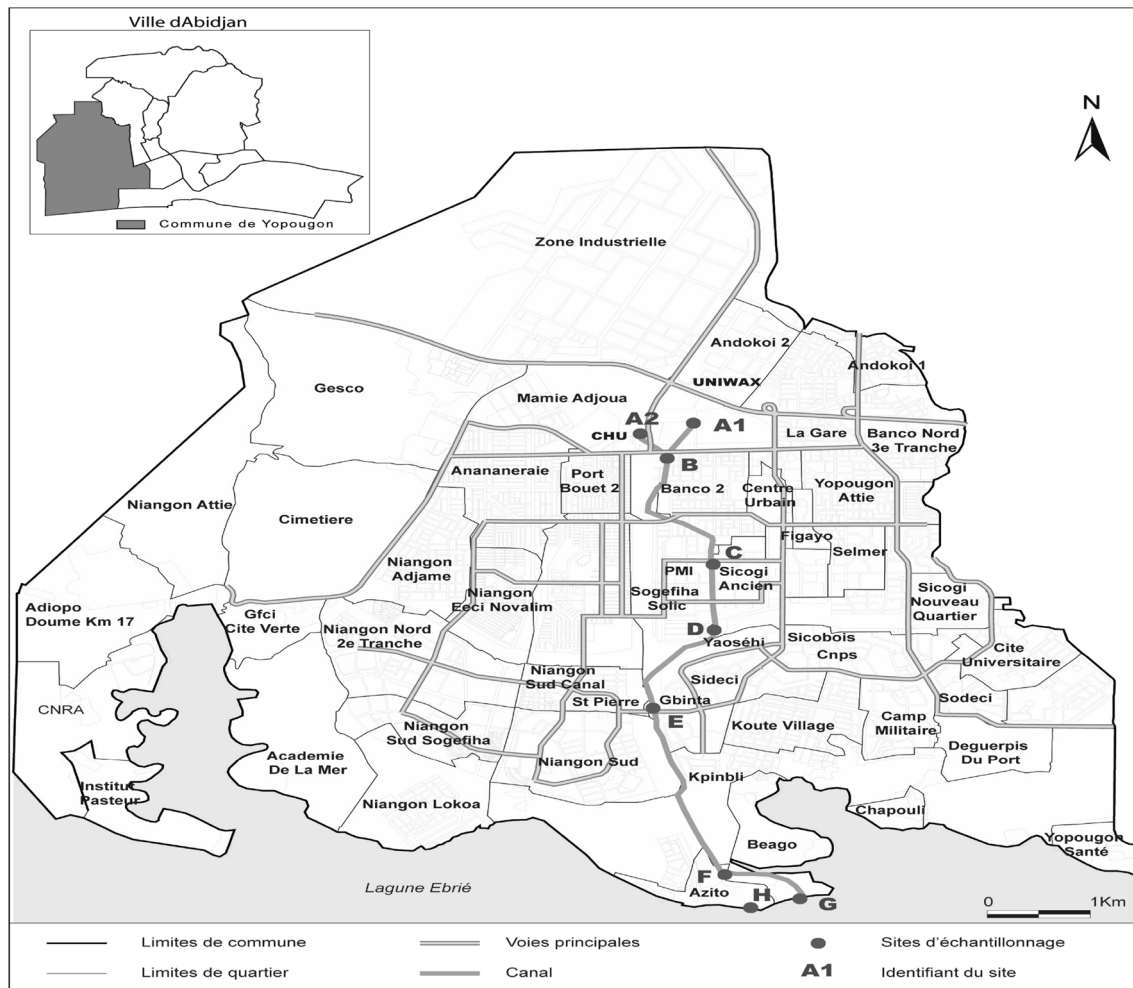 Ville dAbidjan
Commune de Yopougon
N
Zone Industrielle
Andokoi 2
Andokoi 1
UNIWAX
Gesco
Mamie Adjoua
A2
A1
CHU
La Gare
Banco Nord
3e Tranche
B
Anananeraie
Port
Bouet 2
Banco 2
Centre
Urbain
Yopougon
Attie
Niangon Attie
Cimetiere
Figayo
Selmer
C
Niangon
Adjame
PMI
Sicogi
Ancien
Niangon
Eeci Novalim
Sogefiha
Solic
Sicogi
Nouveau
Quartier
Adiopo
Doume Km 17
Gfci
Cite Verte
Niangon Nord
2e Tranche
D
Yaoséhi
Sicobois
Cnps
Cite
Universitaire
Niangon
Sud Canal
Sideci
St Pierre
Gbinta
E
Sodeci
CNRA
Niangon
Sud Sogefiha
Koute Village
Camp
Militaire
Academie
De La Mer
Niangon Sud
Deguerpis
Du Port
Institut
Pasteur
Niangon Lokoa
Kpinbli
Chapouli
Beago
Yopougon
Santé
F
Azito
H
G
Lagune Ebrié
0 1Km
Limites de commune
Voies principales
Sites d'échantillonnage
Limites de quartier
Canal
A1 Identifiant du site